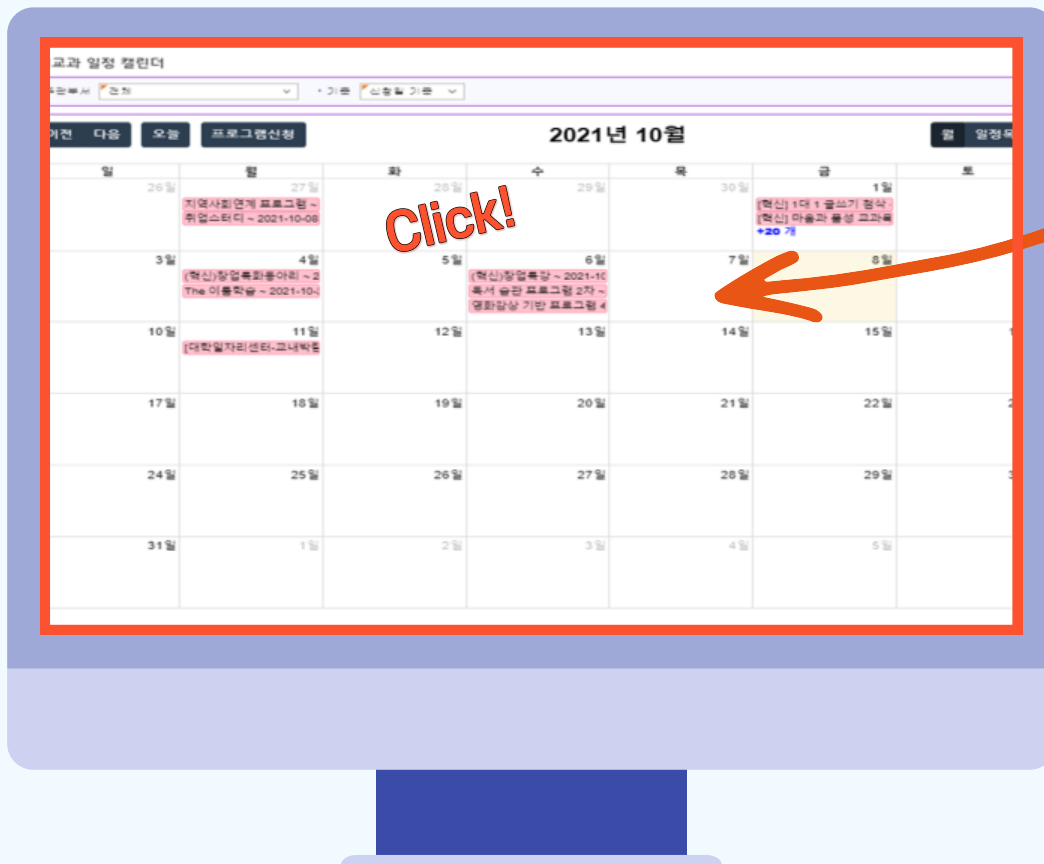 교과 일정 캘린더
주관부서 전체 • 기준 신청일 기준
이전 다음 오늘 프로그램신청 2021년 10월 월 일정목
일 월 화 수 목 금 토
26일 27일 28일 29일 30일 1일
지역사회연계 프로그램 ~
취업스터디 ~ 2021-10-08
[혁신] 1대 1 글쓰기 첨삭
[혁신] 마음과 품성 교과목
+20 개
Click!
3일 4일 5일 6일 7일 8일
(혁신)창업특화동아리 ~ 2
The 이룸학습 ~ 2021-10-
(혁신)창업특강 ~ 2021-10
독서 습관 프로그램 2차 ~
영화감상 기반 프로그램 4
10일 11일 12일 13일 14일 15일
[대학일자리센터-교내박람
17일 18일 19일 20일 21일 22일
24일 25일 26일 27일 28일 29일
31일 1일 2일 3일 4일 5일